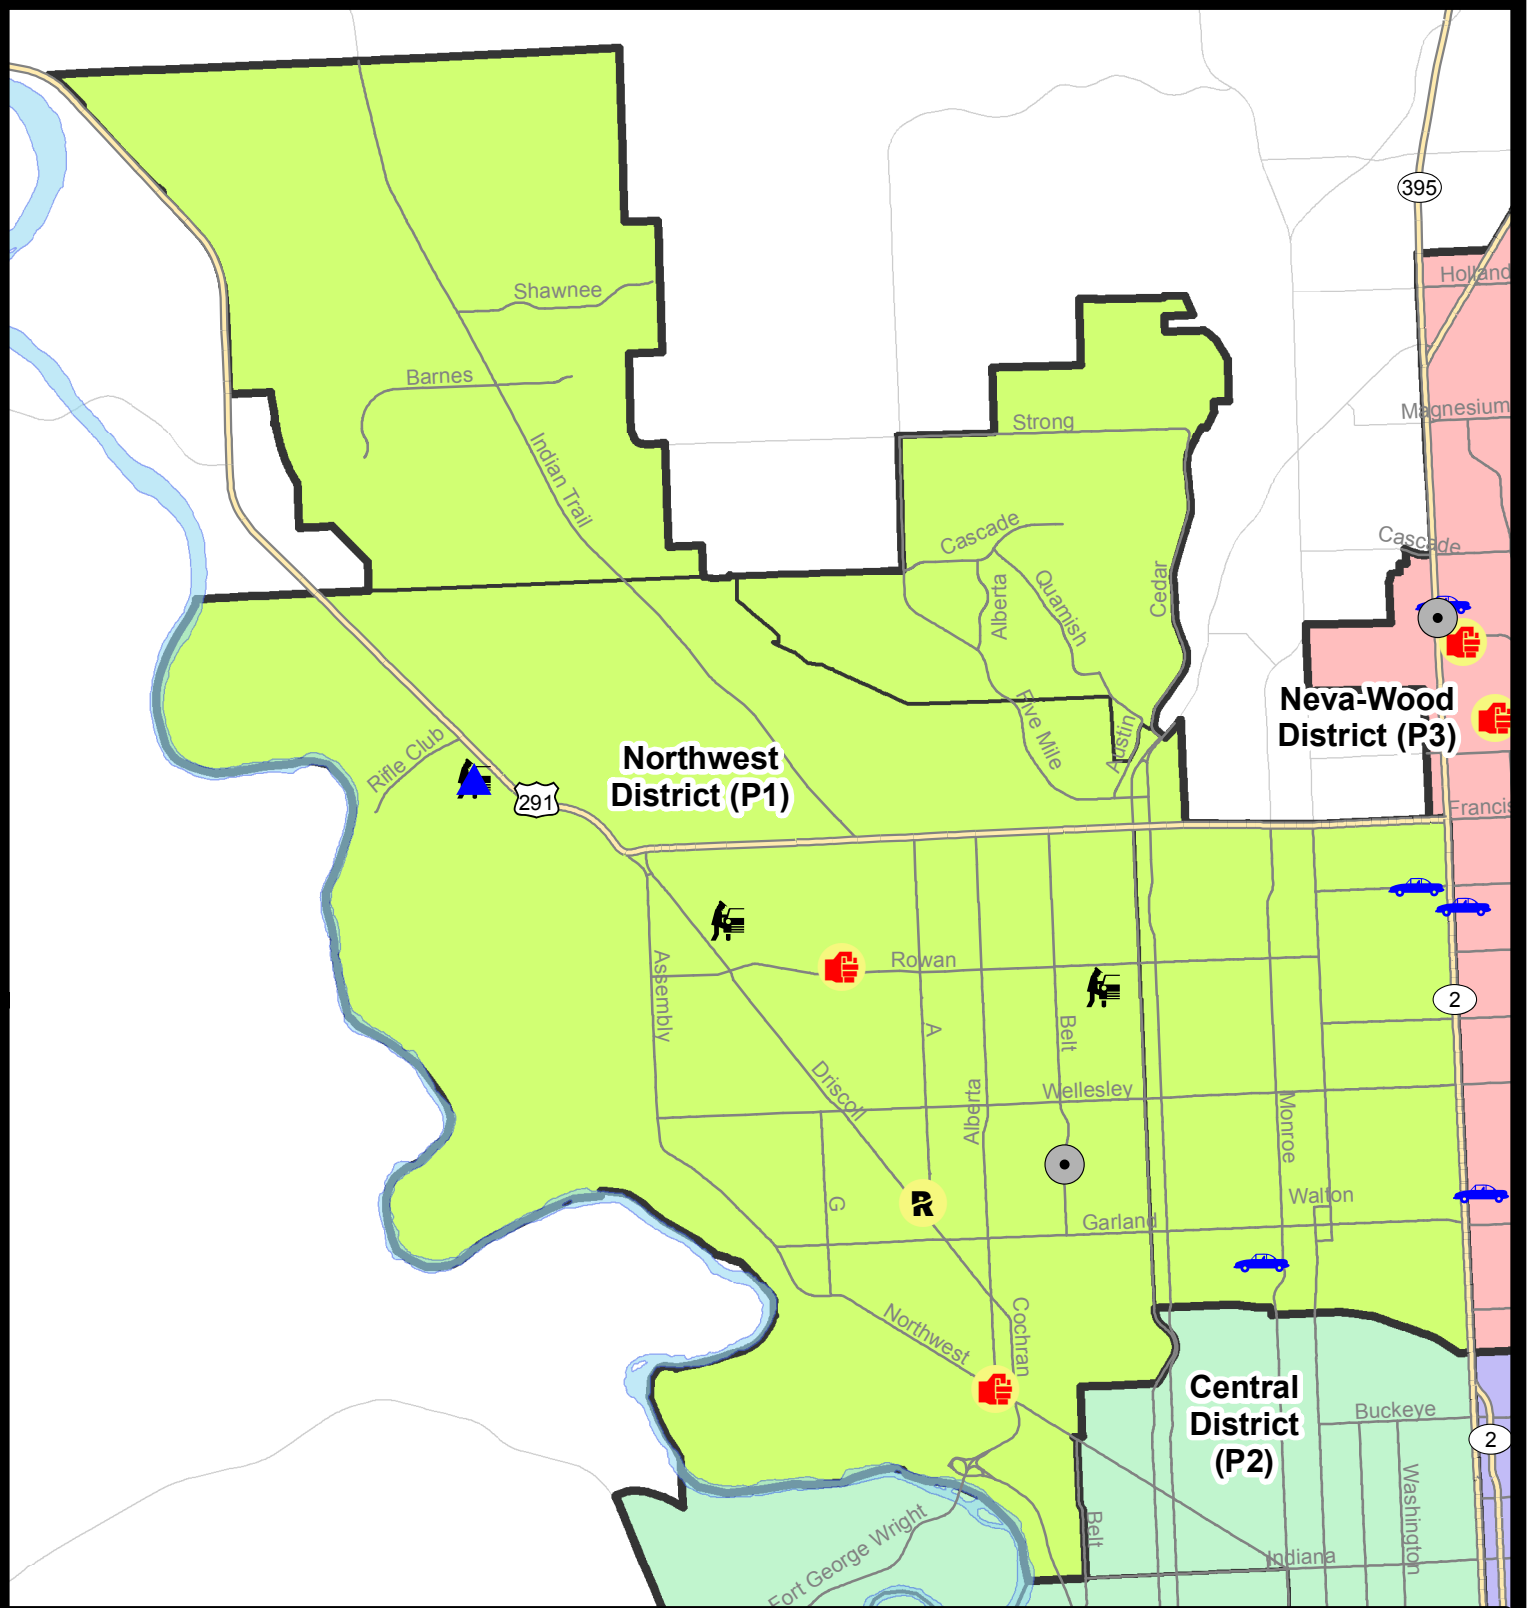 395
Holland
Shawnee
Barnes
Magnesium
Strong
Indian Trail
Cascade
Cascade
Alberta
Quamish
Cedar
Five Mile
Austin
Neva-Wood
District (P3)
Rifle Club
Northwest
District (P1)
291
Francis
Rowan
Assembly
2
A
Belt
Driscoll
Wellesley
Alberta
Monroe
G
R
Walton
Garland
Northwest
Cochran
Central
District
(P2)
Buckeye
2
Washington
Fort George Wright
Belt
Indiana